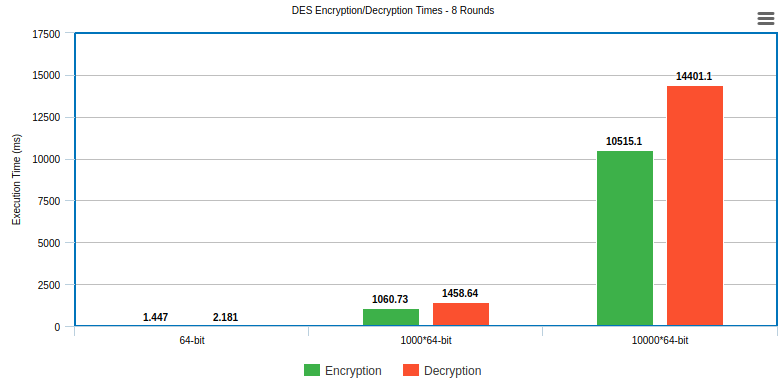 DES Encryption/Decryption Times - 8 Rounds
17500
15000
12500
10000
7500
5000
2500
0
Execution Time (ms)
1.447
2.181
1060.73
1458.64
10515.1
14401.1
64-bit
1000*64-bit
10000*64-bit
Encryption
Decryption